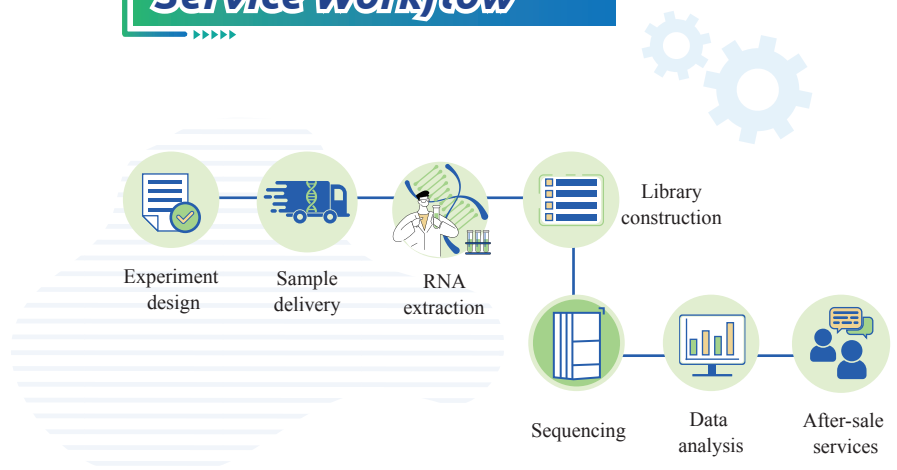 Service Workflow
Experiment
design
Sample
delivery
RNA
extraction
Library
construction
Sequencing
Data
analysis
After-sale
services